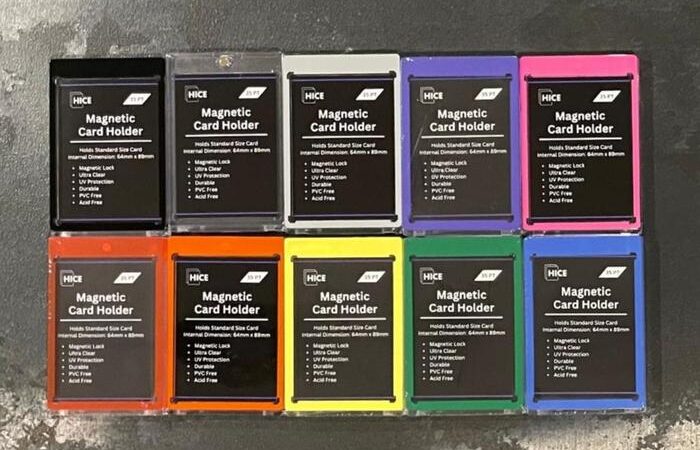 HICE 35 PT
Magnetic
Card Holder
Holds Standard Size Card
Internal Dimension: 64mm x 89mm
• Magnetic Lock
• Ultra Clear
• UV Protection
• Durable
• PVC Free
• Acid Free
HICE 35 PT
Magnetic
Card Holder
Holds Standard Size Card
Internal Dimension: 64mm x 89mm
• Magnetic Lock
• Ultra Clear
• UV Protection
• Durable
• PVC Free
• Acid Free
HICE 35 PT
Magnetic
Card Holder
Holds Standard Size Card
Internal Dimension: 64mm x 89mm
• Magnetic Lock
• Ultra Clear
• UV Protection
• Durable
• PVC Free
• Acid Free
HICE 35 PT
Magnetic
Card Holder
Holds Standard Size Card
Internal Dimension: 64mm x 89mm
• Magnetic Lock
• Ultra Clear
• UV Protection
• Durable
• PVC Free
• Acid Free
HICE 35 PT
Magnetic
Card Holder
Holds Standard Size Card
Internal Dimension: 64mm x 89mm
• Magnetic Lock
• Ultra Clear
• UV Protection
• Durable
• PVC Free
• Acid Free
HICE 35 PT
Magnetic
Card Holder
Holds Standard Size Card
Internal Dimension: 64mm x 89mm
• Magnetic Lock
• Ultra Clear
• UV Protection
• Durable
• PVC Free
• Acid Free
HICE 35 PT
Magnetic
Card Holder
Holds Standard Size Card
Internal Dimension: 64mm x 89mm
• Magnetic Lock
• Ultra Clear
• UV Protection
• Durable
• PVC Free
• Acid Free
HICE 35 PT
Magnetic
Card Holder
Holds Standard Size Card
Internal Dimension: 64mm x 89mm
• Magnetic Lock
• Ultra Clear
• UV Protection
• Durable
• PVC Free
• Acid Free
HICE 35 PT
Magnetic
Card Holder
Holds Standard Size Card
Internal Dimension: 64mm x 89mm
• Magnetic Lock
• Ultra Clear
• UV Protection
• Durable
• PVC Free
• Acid Free
HICE 35 PT
Magnetic
Card Holder
Holds Standard Size Card
Internal Dimension: 64mm x 89mm
• Magnetic Lock
• Ultra Clear
• UV Protection
• Durable
• PVC Free
• Acid Free